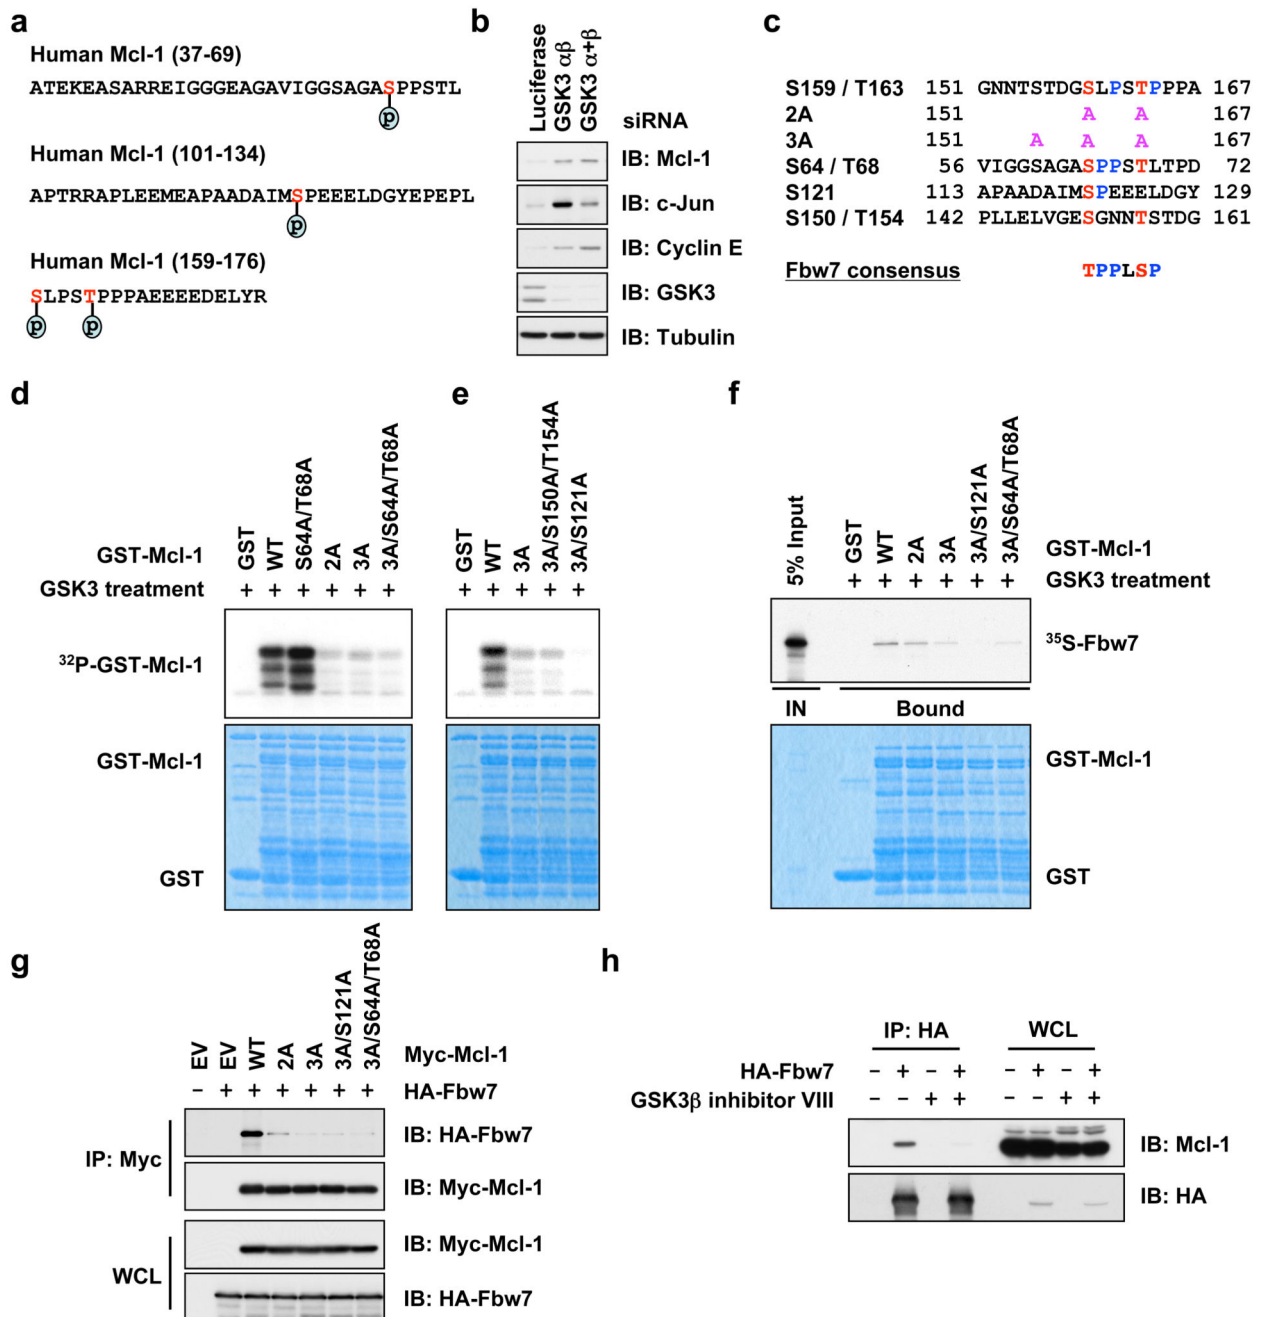 a
Human Mcl-1 (37-69)
ATEKEASARREIGGGEAGAVIGGSAGASPPSTL
p
Human Mcl-1 (101-134)
APTRRAPLEEMEAPAADAIMSPEEELDGYEPEPL
p
Human Mcl-1 (159-176)
SLPSTPPPAEEEEDELYR
p p
b
Luciferase
GSK3 αβ
GSK3 α+β
siRNA
IB: Mcl-1
IB: c-Jun
IB: Cyclin E
IB: GSK3
IB: Tubulin
c
S159 / T163 151 GNNTSTDGSLPSTPPPA 167
2A 151 A A 167
3A 151 A A A 167
S64 / T68 56 VIGGSAGASPPSTLTPD 72
S121 113 APAADAIMSPEEELDGY 129
S150 / T154 142 PLLELVGESGNNTSTDG 161
Fbw7 consensus TPPLSP
d
GST-Mcl-1
GST
WT
S64A/T68A
2A
3A
3A/S64A/T68A
GSK3 treatment + + + + + +
32P-GST-Mcl-1
GST-Mcl-1
GST
e
GST
WT
3A
3A/S150A/T154A
3A/S121A
+ + + + +
f
5% Input
GST
WT
2A
3A
3A/S121A
3A/S64A/T68A
GST-Mcl-1
+ + + + + + GSK3 treatment
35S-Fbw7
IN Bound
GST-Mcl-1
GST
g
EV
EV
WT
2A
3A
3A/S121A
3A/S64A/T68A
Myc-Mcl-1
– + + + + + + HA-Fbw7
IP: Myc
IB: HA-Fbw7
IB: Myc-Mcl-1
WCL
IB: Myc-Mcl-1
IB: HA-Fbw7
h
IP: HA WCL
HA-Fbw7 – + – + – + – +
GSK3β inhibitor VIII – – + + – – + +
IB: Mcl-1
IB: HA